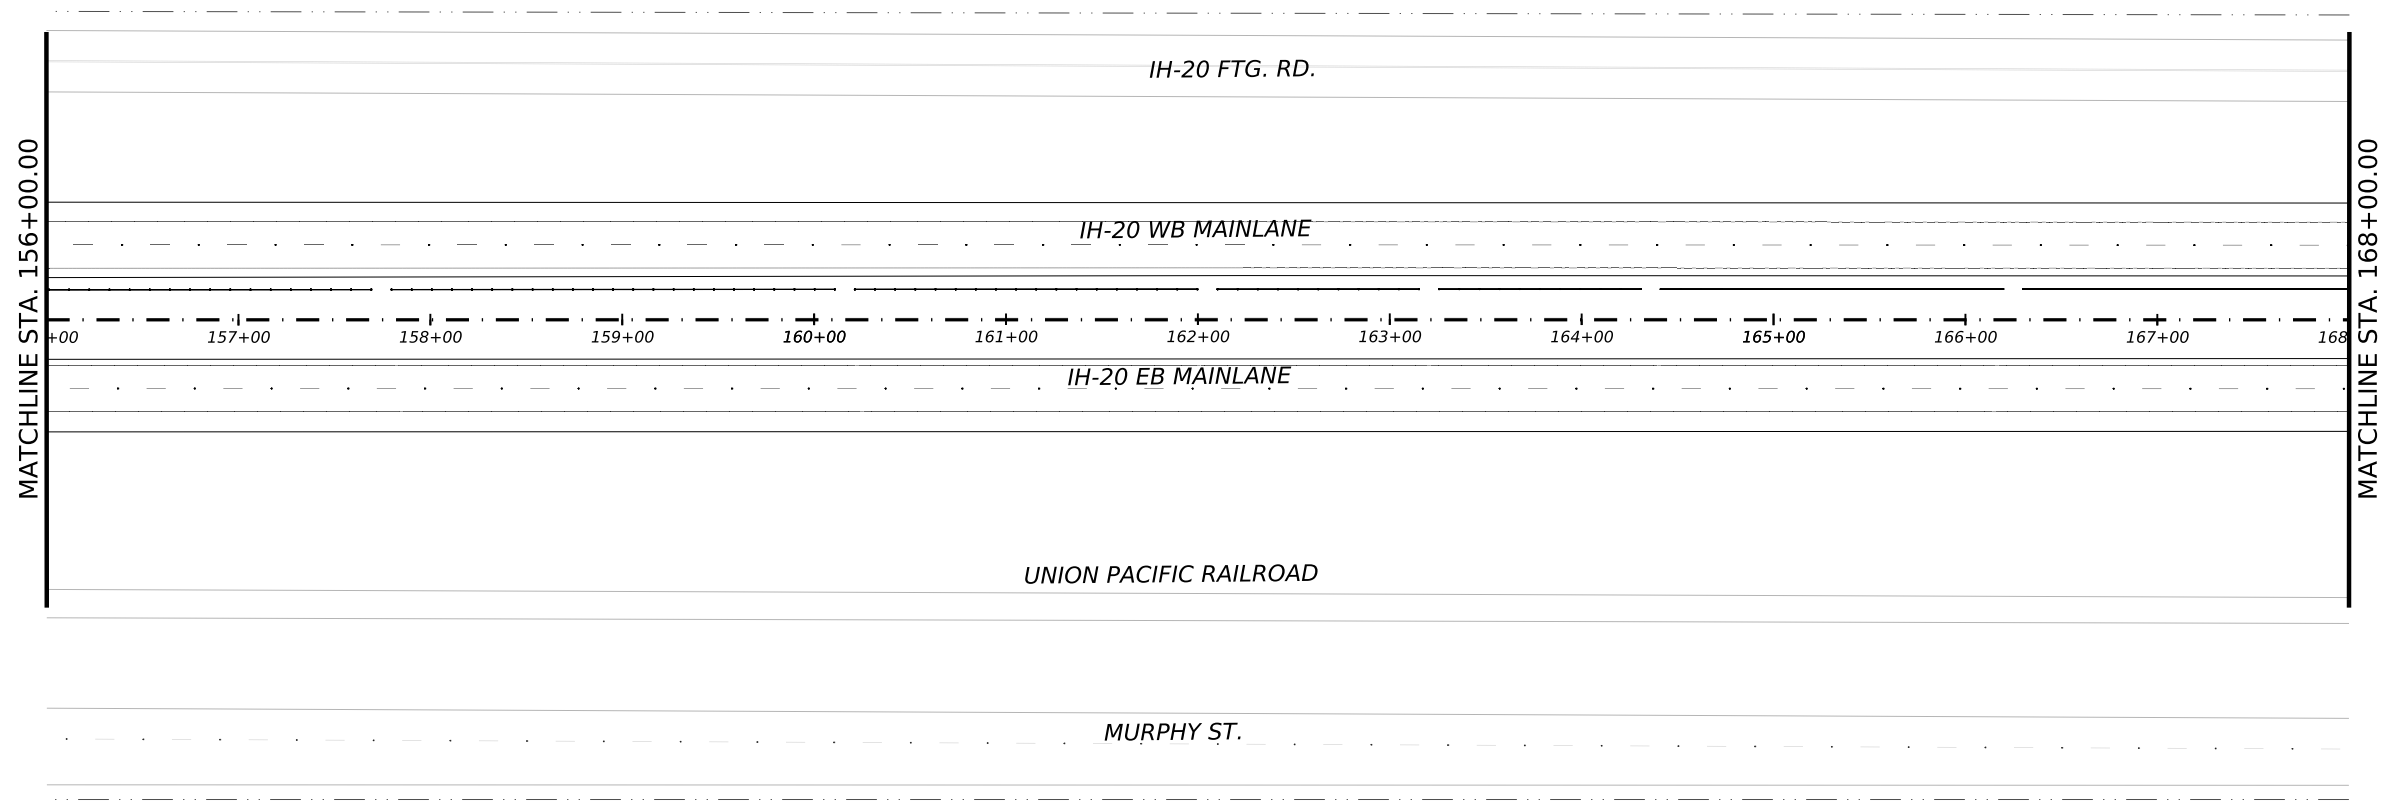 IH-20 FTG. RD.
MATCHLINE STA. 156+00.00
MATCHLINE STA. 168+00.00
IH-20 WB MAINLANE
+00 157+00 158+00 159+00 160+00 161+00 162+00 163+00 164+00 165+00 166+00 167+00 168
IH-20 EB MAINLANE
UNION PACIFIC RAILROAD
MURPHY ST.